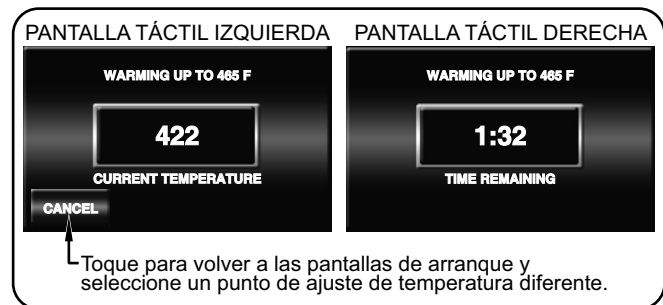 PANTALLA TÁCTIL IZQUIERDA
WARMING UP TO 465 F
422
CURRENT TEMPERATURE
CANCEL
PANTALLA TÁCTIL DERECHA
WARMING UP TO 465 F
1:32
TIME REMAINING
Toque para volver a las pantallas de arranque y
seleccione un punto de ajuste de temperatura diferente.